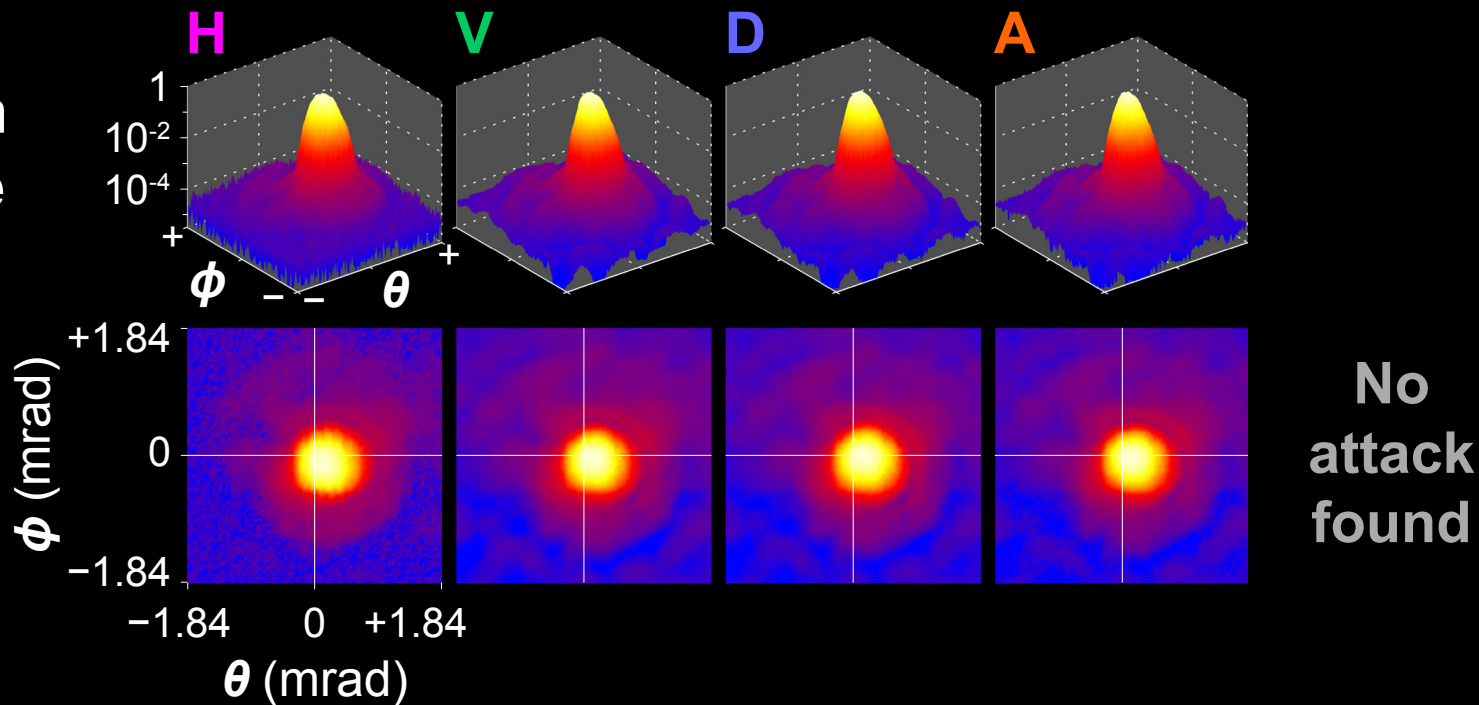 H V D A
1
10-2
10-4
+
+
ϕ − − θ
+1.84
ϕ (mrad)
0
−1.84
−1.84 0 +1.84
θ (mrad)
No
attack
found